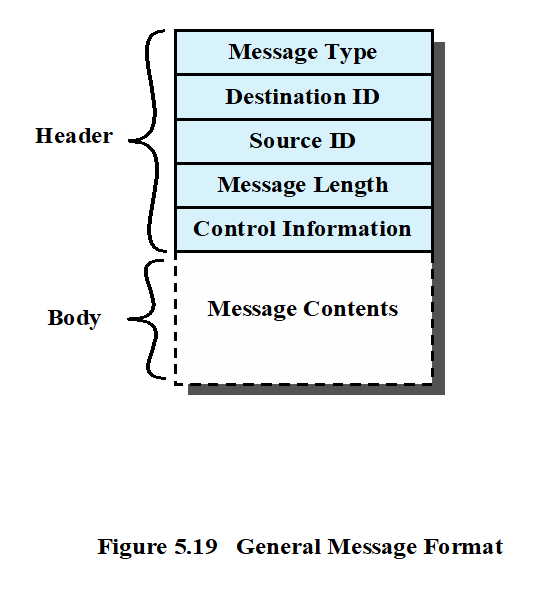 Message Type
Destination ID
Header
Source ID
Message Length
Control Information
Body
Message Contents
Figure 5.19 General Message Format